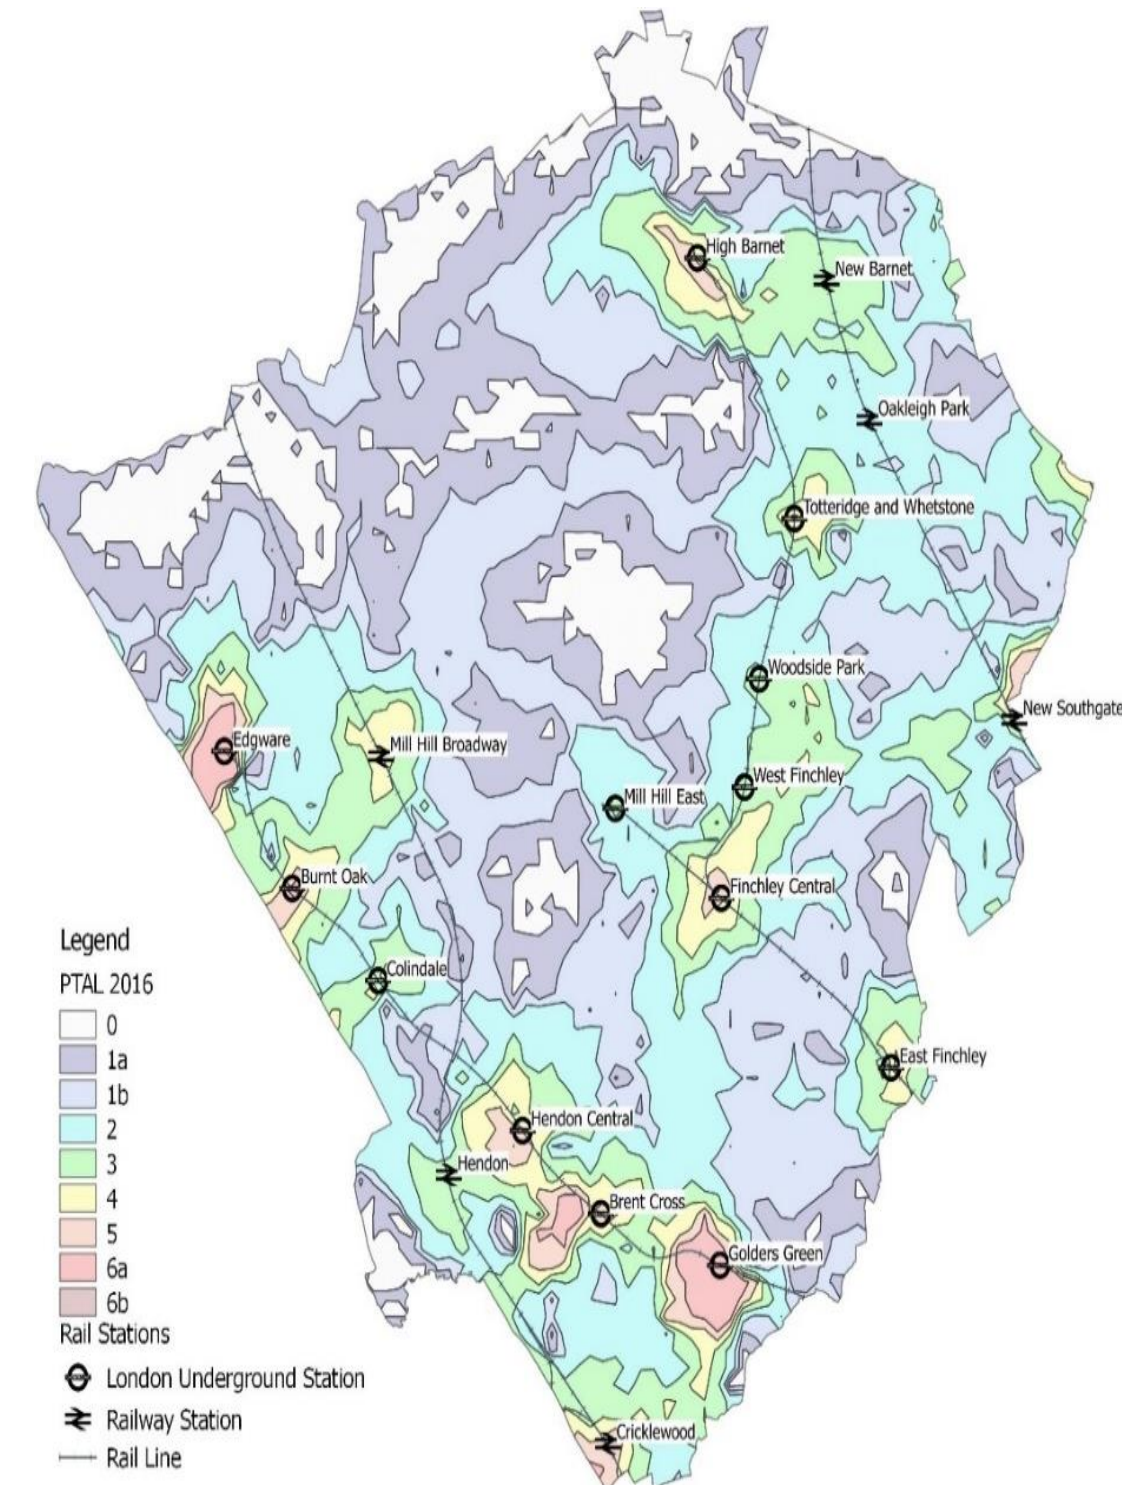 High Barnet
New Barnet
Oakleigh Park
Totteridge and Whetstone
Woodside Park
New Southgate
Edgware
Mill Hill Broadway
West Finchley
Mill Hill East
Burnt Oak
Finchley Central
Colindale
East Finchley
Hendon Central
Hendon
Brent Cross
Golders Green
Cricklewood
Legend
PTAL 2016
0
1a
1b
2
3
4
5
6a
6b
Rail Stations
London Underground Station
Railway Station
Rail Line